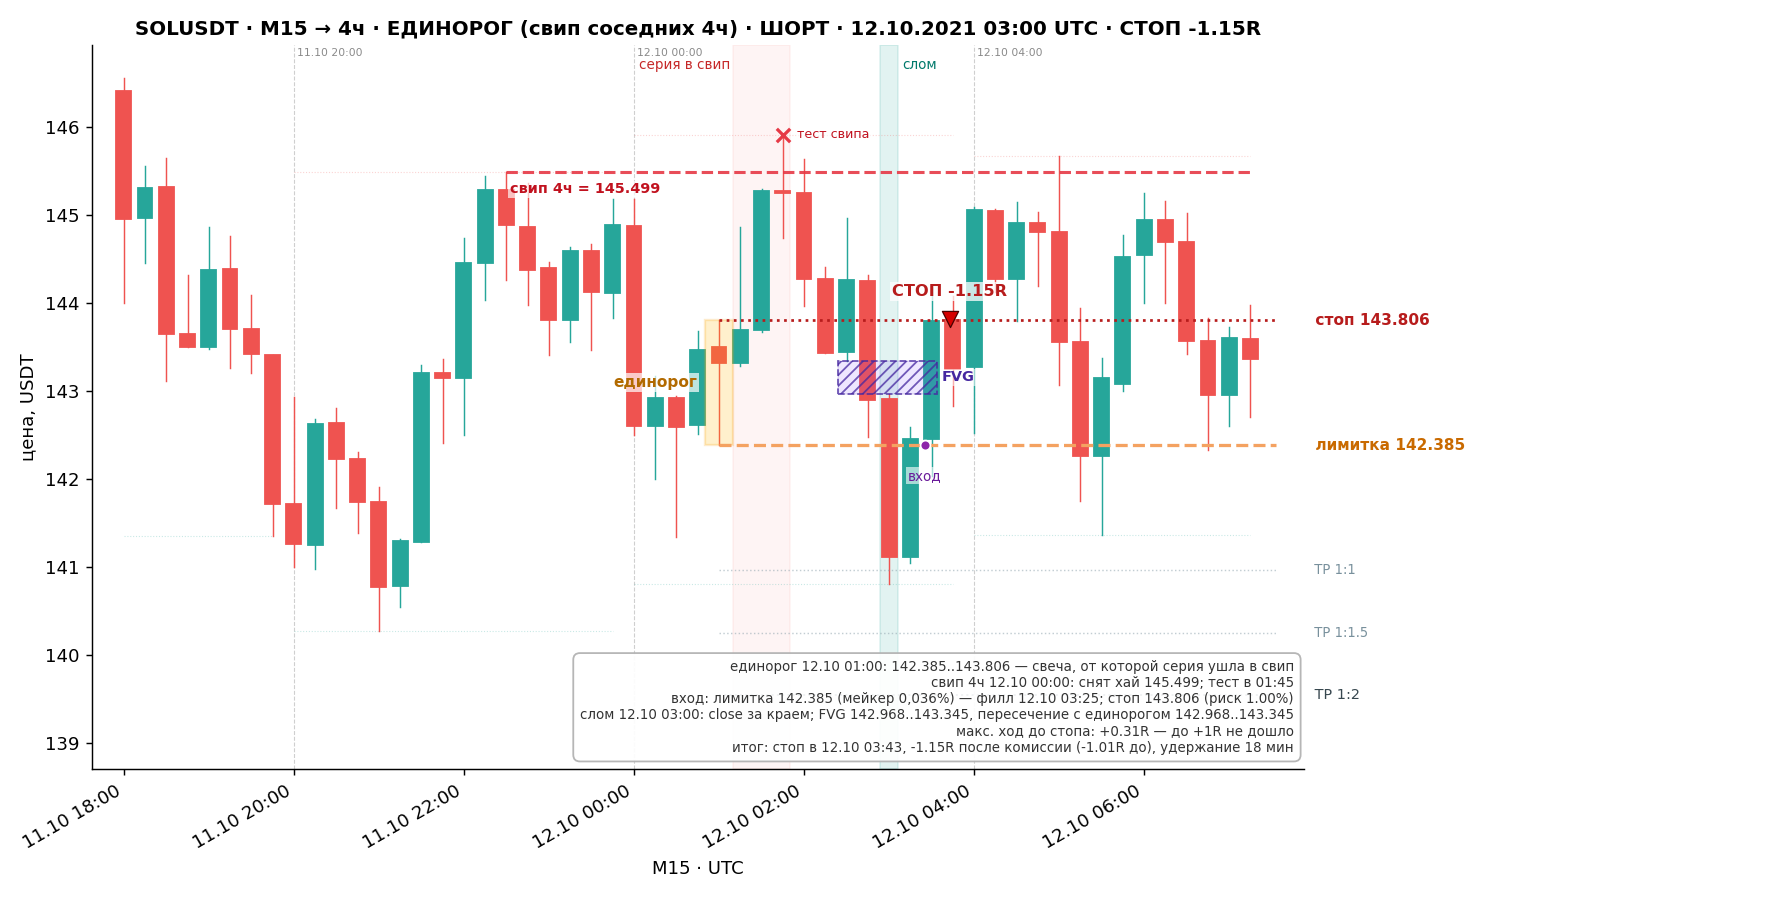 SOLUSDT · M15 → 4ч · ЕДИНОРОГ (свип соседних 4ч) · ШОРТ · 12.10.2021 03:00 UTC · СТОП -1.15R
11.10 20:00
12.10 00:00
12.10 04:00
серия в свип
слом
тест свипа
свип 4ч = 145.499
СТОП -1.15R
стоп 143.806
единорог
FVG
лимитка 142.385
вход
TP 1:1
TP 1:1.5
TP 1:2
единорог 12.10 01:00: 142.385..143.806 — свеча, от которой серия ушла в свип
свип 4ч 12.10 00:00: снят хай 145.499; тест в 01:45
вход: лимитка 142.385 (мейкер 0,036%) — филл 12.10 03:25; стоп 143.806 (риск 1.00%)
слом 12.10 03:00: close за краем; FVG 142.968..143.345, пересечение с единорогом 142.968..143.345
макс. ход до стопа: +0.31R — до +1R не дошло
итог: стоп в 12.10 03:43, -1.15R после комиссии (-1.01R до), удержание 18 мин
цена, USDT
146
145
144
143
142
141
140
139
11.10 18:00
11.10 20:00
11.10 22:00
12.10 00:00
12.10 02:00
12.10 04:00
12.10 06:00
M15 · UTC